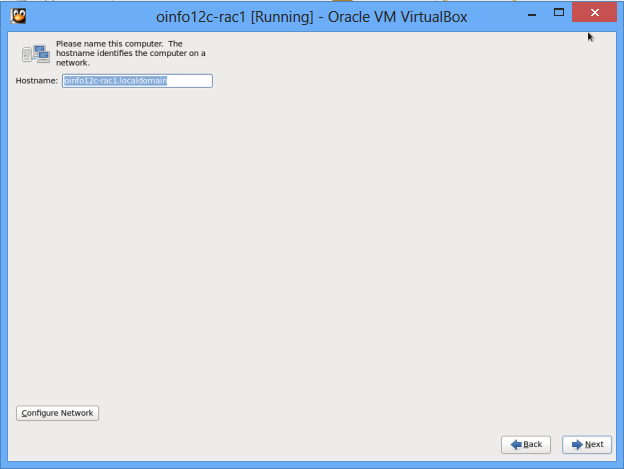 oinfo12c-rac1 [Running] - Oracle VM VirtualBox
Please name this computer.  The
hostname identifies the computer on a
network.
Hostname: oinfo12c-rac1.localdomain
Configure Network
Back Next